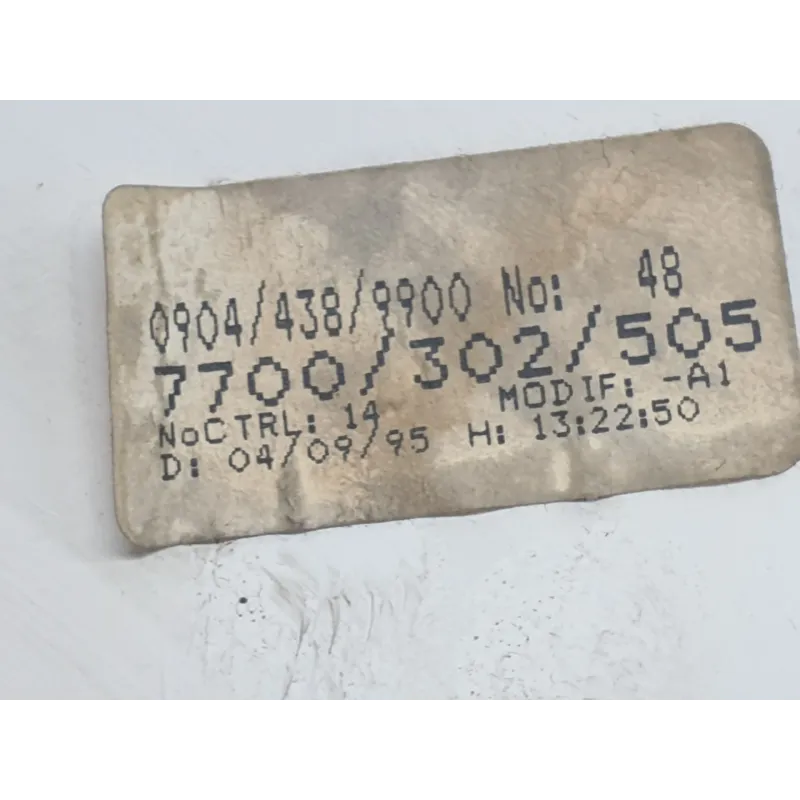 0904/438/9900 No: 48
7700/302/505
NoCTRL: 14 MODIF: -A1
D: 04/09/95 H: 13:22:50